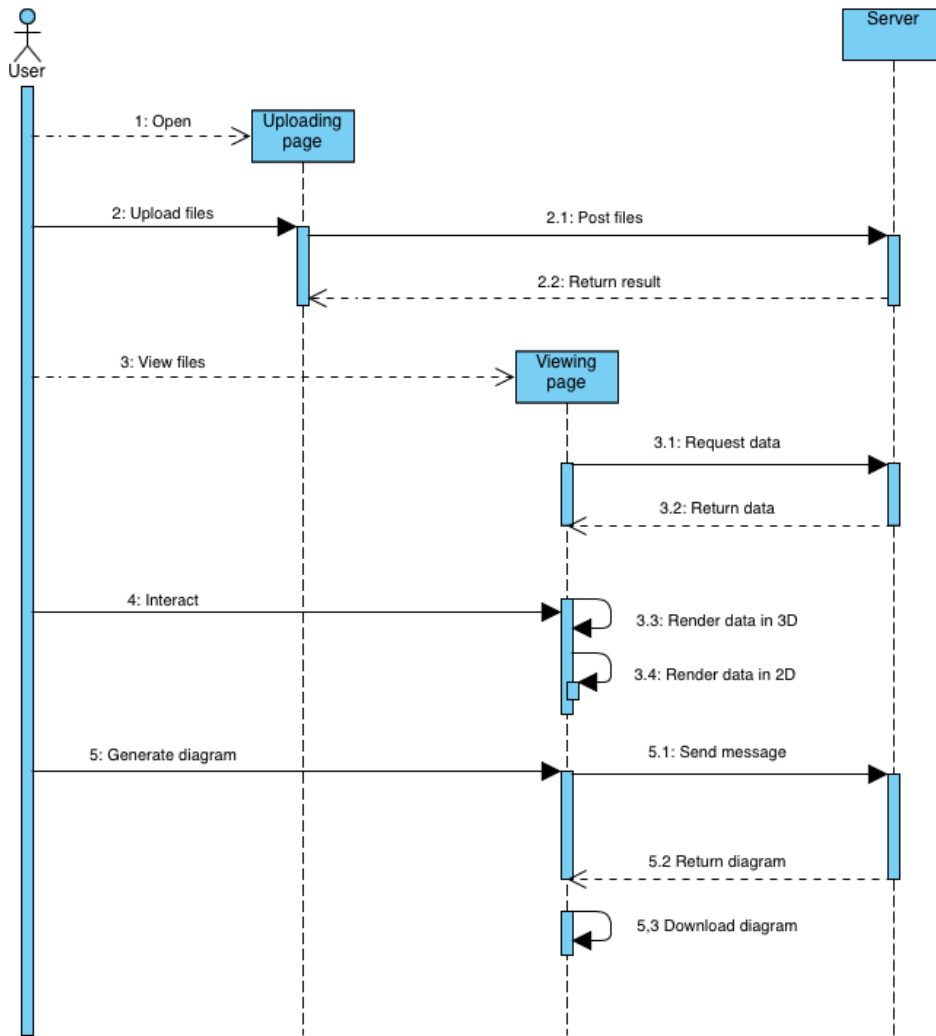 Server
User
1: Open
Uploading
page
2: Upload files
2.1: Post files
2.2: Return result
3: View files
Viewing
page
3.1: Request data
3.2: Return data
4: Interact
3.3: Render data in 3D
3.4: Render data in 2D
5: Generate diagram
5.1: Send message
5.2 Return diagram
5,3 Download diagram